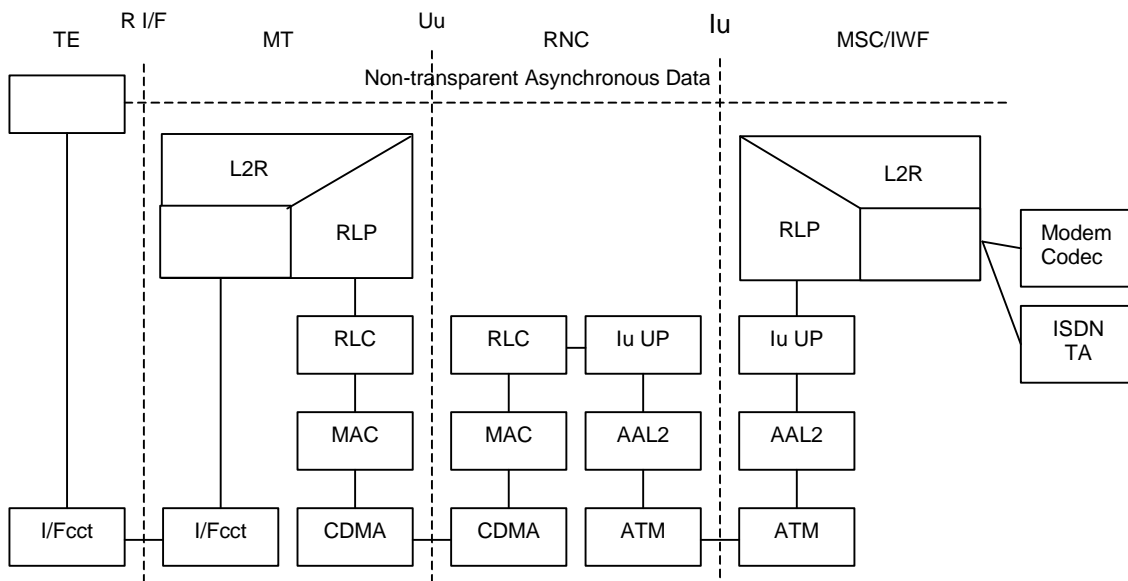 TE
R I/F
MT
Uu
RNC
Iu
MSC/IWF
Non-transparent Asynchronous Data
L2R
RLP
L2R
RLP
Modem
Codec
ISDN
TA
RLC
RLC
Iu UP
Iu UP
MAC
MAC
AAL2
AAL2
I/Fcct
I/Fcct
CDMA
CDMA
ATM
ATM